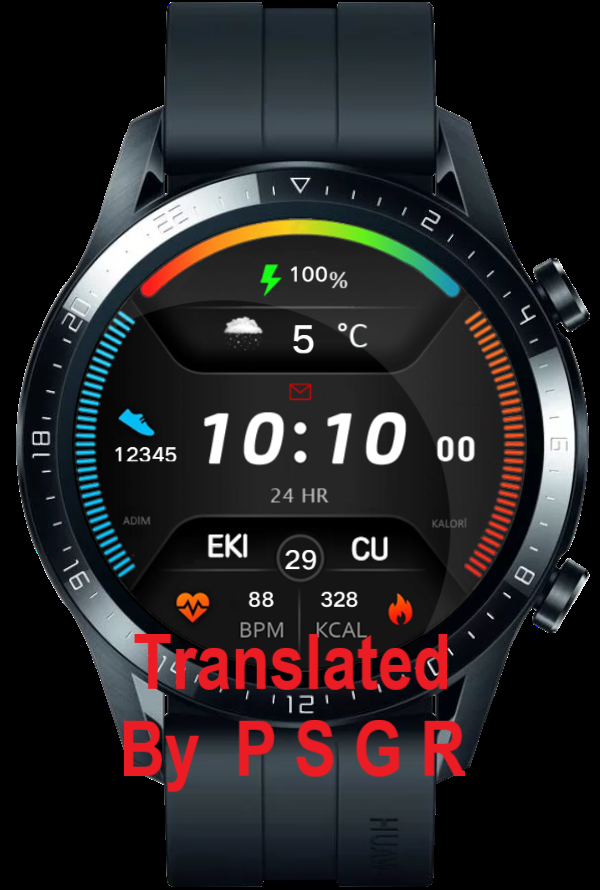 2
4
6
8
12
14
16
18
20
22
100%
5 °C
10:10 00
12345
24 HR
ADIM
KALORİ
EKI 29 CU
88
328
BPM
KCAL
Translated
By P S G R